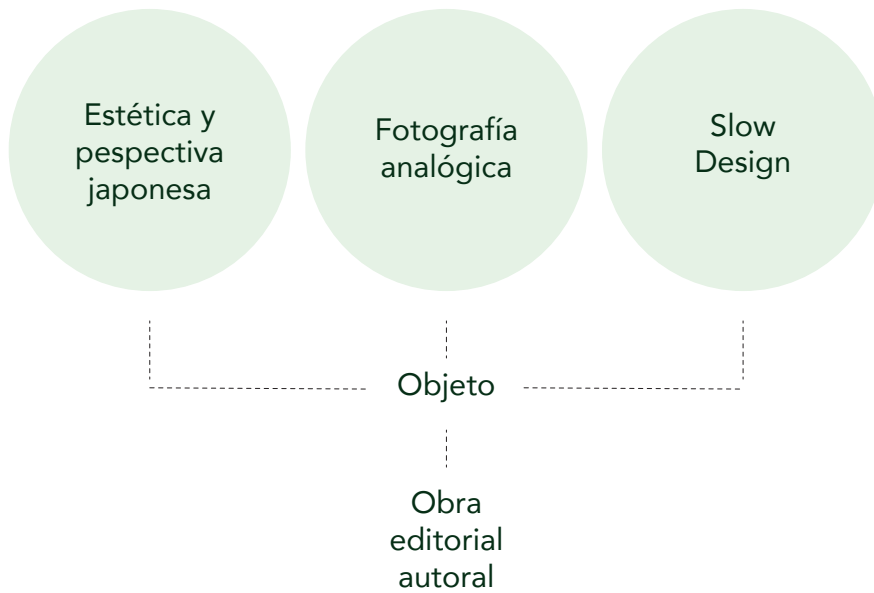 Estética y
pespectiva
japonesa
Fotografía
analógica
Slow
Design
Objeto
Obra
editorial
autoral